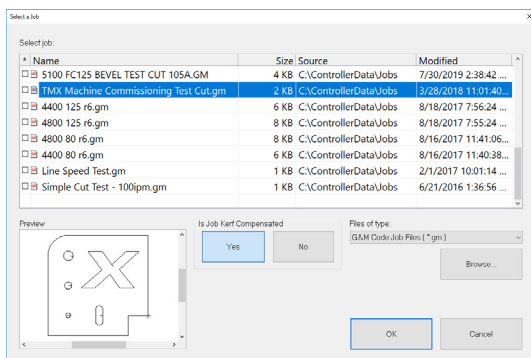 Select a Job
Select job:
* Name Size Source Modified
5100 FC125 BEVEL TEST CUT 105A.GM 4 KB C:\ControllerData\Jobs 7/30/2019 2:38:42 ...
TMX Machine Commissioning Test Cut.gm 2 KB C:\ControllerData\Jobs 3/28/2018 11:01:40...
4400 125 r6.gm 6 KB C:\ControllerData\Jobs 8/18/2017 7:56:24 ...
4800 125 r6.gm 8 KB C:\ControllerData\Jobs 8/18/2017 7:55:24 ...
4800 80 r6.gm 8 KB C:\ControllerData\Jobs 8/16/2017 11:41:06...
4400 80 r6.gm 6 KB C:\ControllerData\Jobs 8/16/2017 11:40:38...
Line Speed Test.gm 1 KB C:\ControllerData\Jobs 2/1/2017 10:01:14 ...
Simple Cut Test - 100ipm.gm 1 KB C:\ControllerData\Jobs 6/21/2016 1:36:56 ...
Preview
Is Job Kerf Compensated
Files of type:
Yes No
G&M Code Job Files ( *.gm )
Browse...
X
OK Cancel